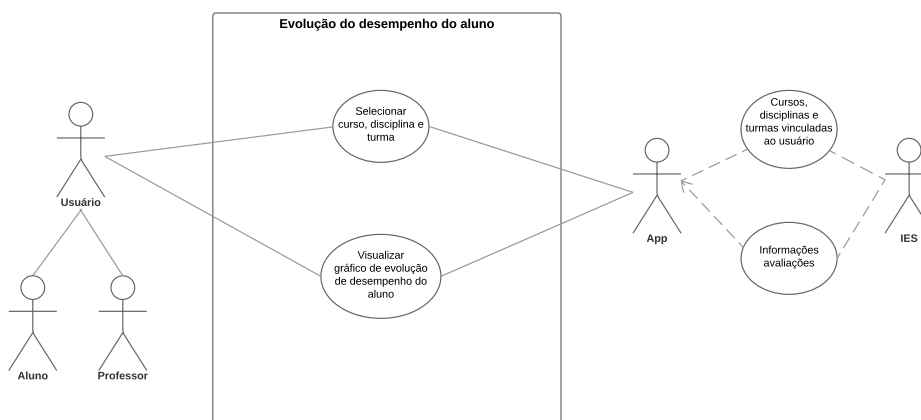 Evolução do desempenho do aluno
Selecionar
curso, disciplina e
turma
Cursos,
disciplinas e
turmas vinculadas
ao usuário
Usuário
App
IES
Visualizar
gráfico de evolução
de desempenho do
aluno
Informações
avaliações
Aluno
Professor